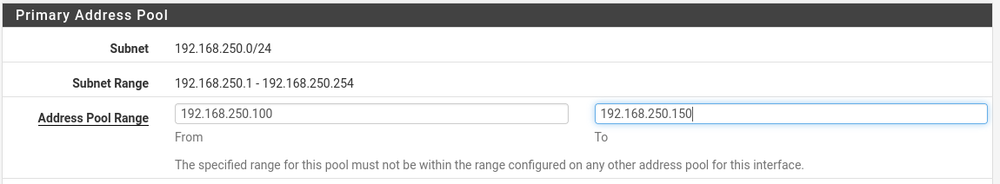 Primary Address Pool
Subnet 192.168.250.0/24
Subnet Range 192.168.250.1 - 192.168.250.254
Address Pool Range 192.168.250.100 192.168.250.150
From To
The specified range for this pool must not be within the range configured on any other address pool for this interface.